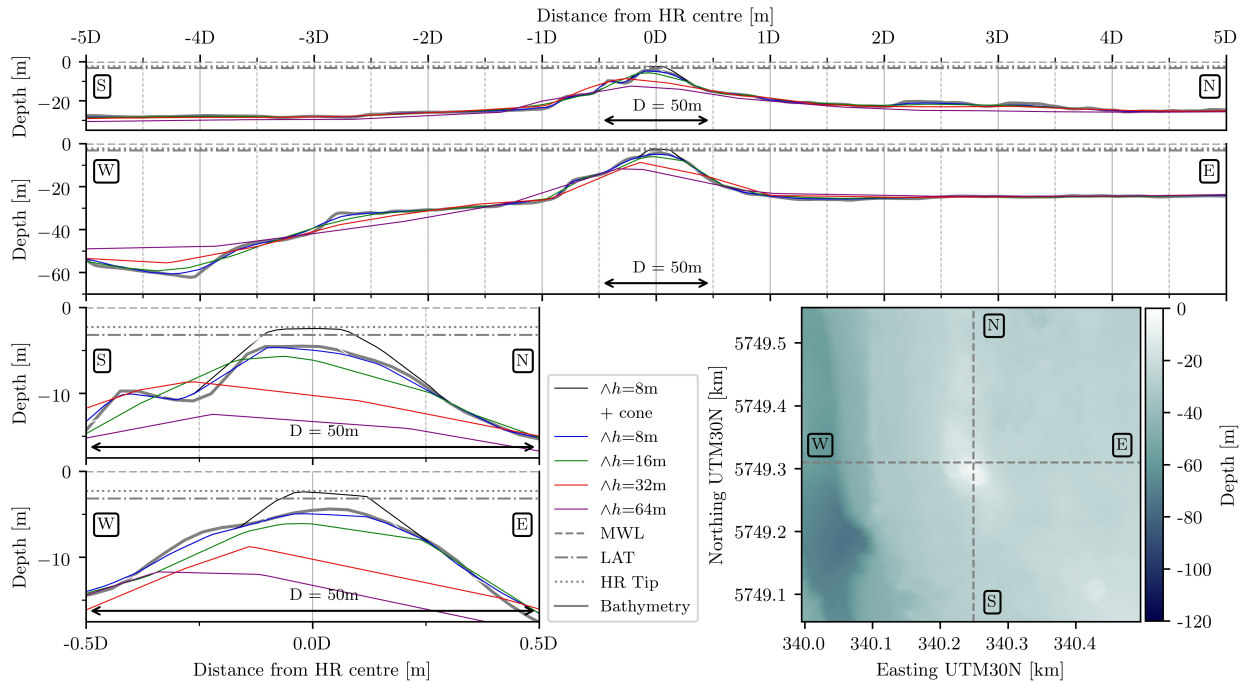 Distance from HR centre [m]
-5D -4D -3D -2D -1D 0D 1D 2D 3D 4D 5D
Depth [m]
0
−20
S
N
D = 50m
Depth [m]
0
−20
−40
−60
W
E
D = 50m
Depth [m]
0
−10
S
N
D = 50m
Depth [m]
0
−10
W
E
D = 50m
-0.5D 0.0D 0.5D
Distance from HR centre [m]
∧h=8m
+ cone
∧h=8m
∧h=16m
∧h=32m
∧h=64m
MWL
LAT
HR Tip
Bathymetry
Northing UTM30N [km]
5749.5
5749.4
5749.3
5749.2
5749.1
N
W
E
S
340.0 340.1 340.2 340.3 340.4
Easting UTM30N [km]
0
-20
-40
-60
-80
-100
-120
Depth [m]